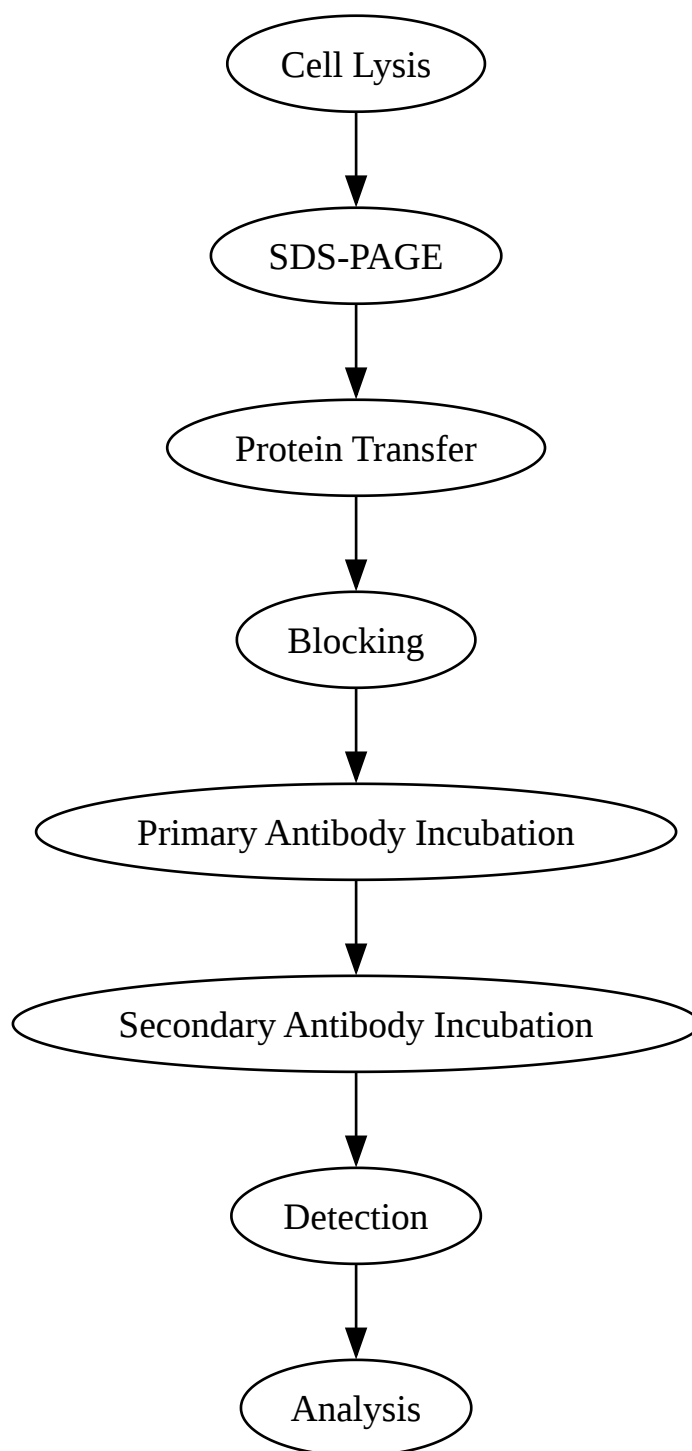 Cell Lysis
SDS-PAGE
Protein Transfer
Blocking
Primary Antibody Incubation
Secondary Antibody Incubation
Detection
Analysis